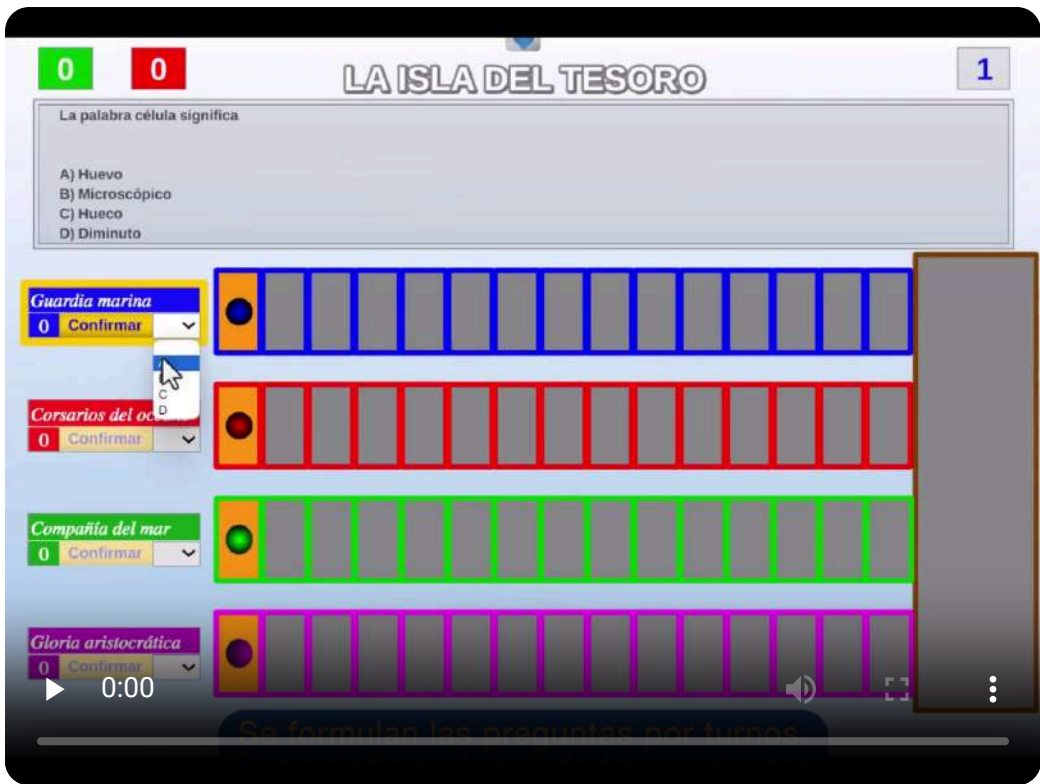 0
0
LA ISLA DEL TESORO
1
La palabra célula significa
A) Huevo
B) Microscópico
C) Hueco
D) Diminuto
Guardia marina
0 Confirmar
C
D
Corsarios del
0 Confirmar
Compañía del mar
0 Confirmar
Gloria aristocrática
0 Confirmar
0:00
Se formulan las preguntas por turnos.